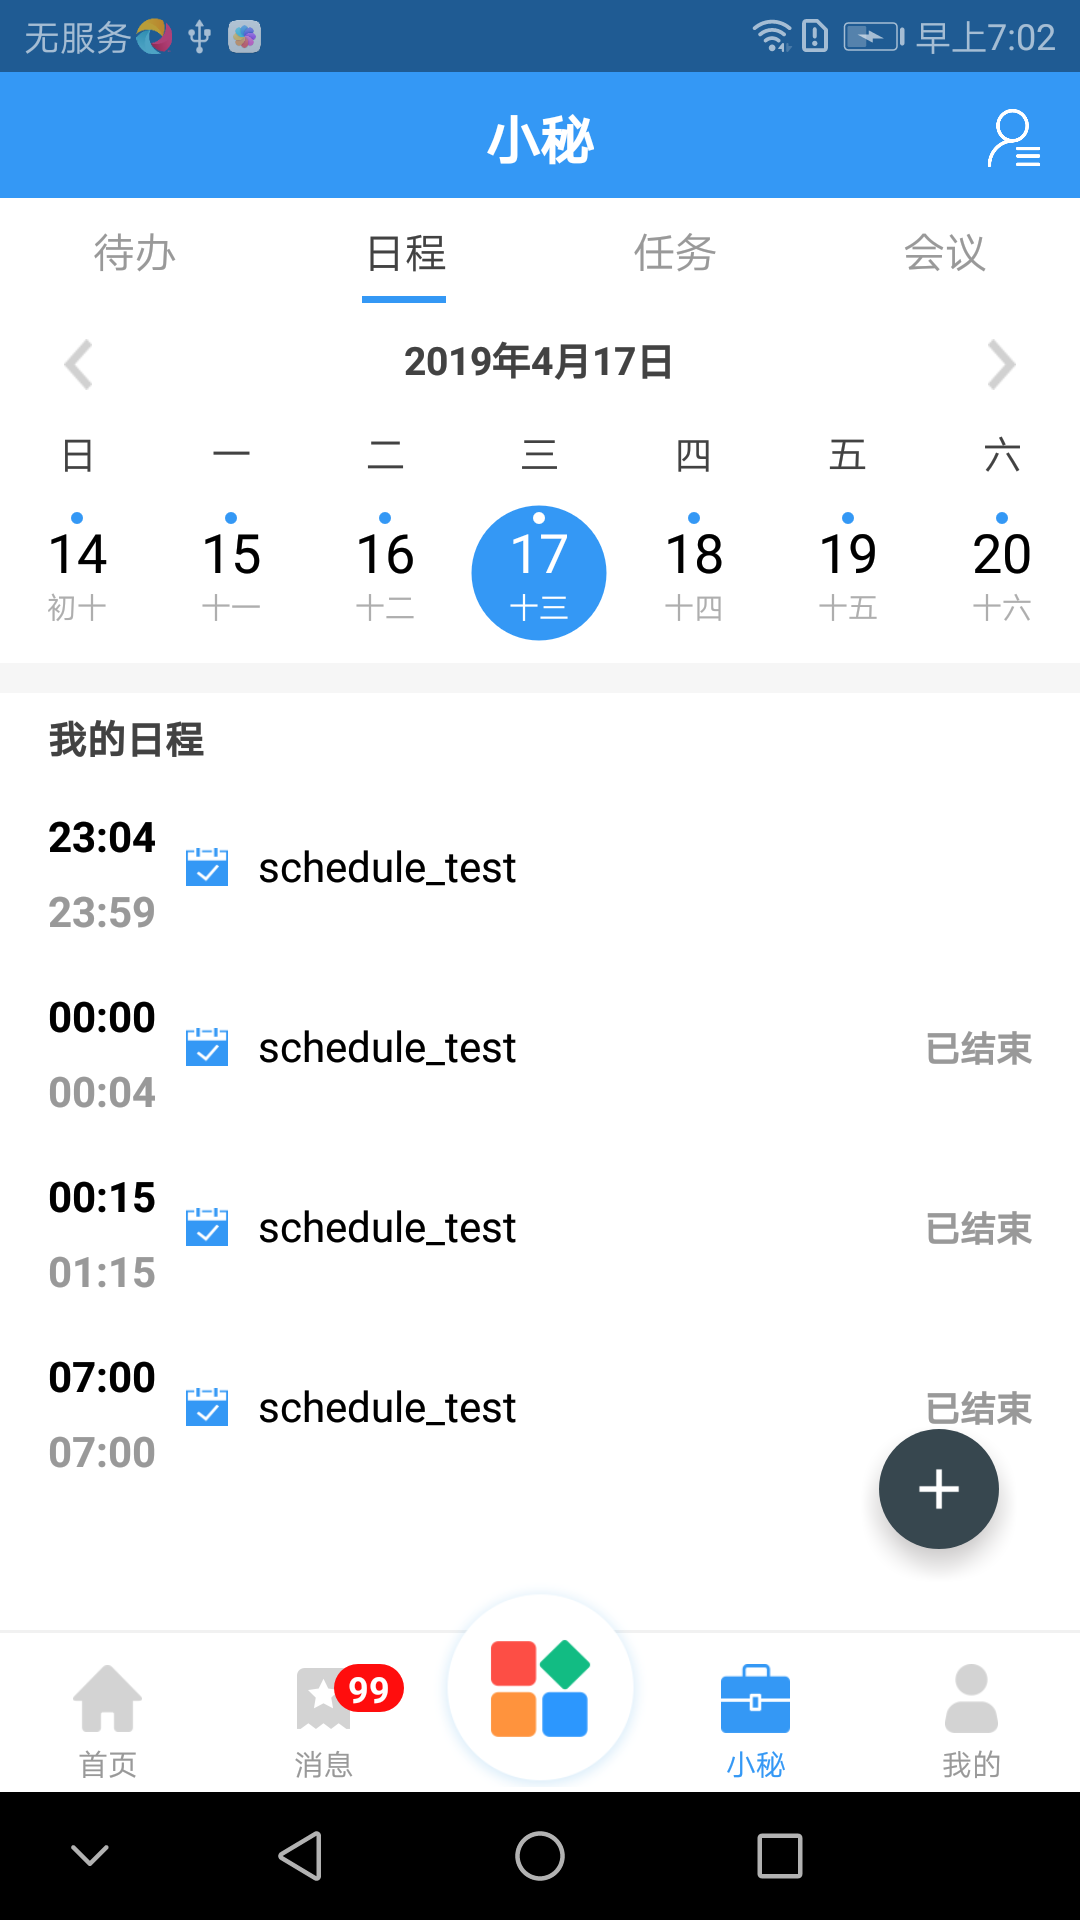 无服务 早上7:02
小秘
待办 日程 任务 会议
2019年4月17日
日 一 二 三 四 五 六
14 15 16 17 18 19 20
初十 十一 十二 十三 十四 十五 十六
我的日程
23:04
schedule_test
23:59
00:00
schedule_test 已结束
00:04
00:15
schedule_test 已结束
01:15
07:00
schedule_test 已结束
07:00
99
首页 消息 小秘 我的